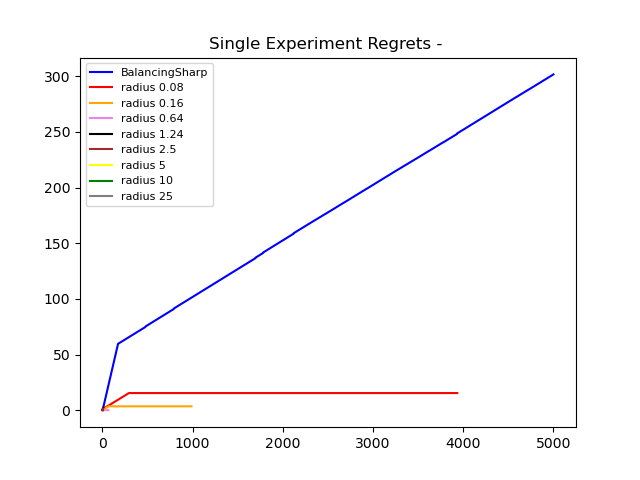 Single Experiment Regrets -
BalancingSharp
radius 0.08
radius 0.16
radius 0.64
radius 1.24
radius 2.5
radius 5
radius 10
radius 25
300
250
200
150
100
50
0
0 1000 2000 3000 4000 5000